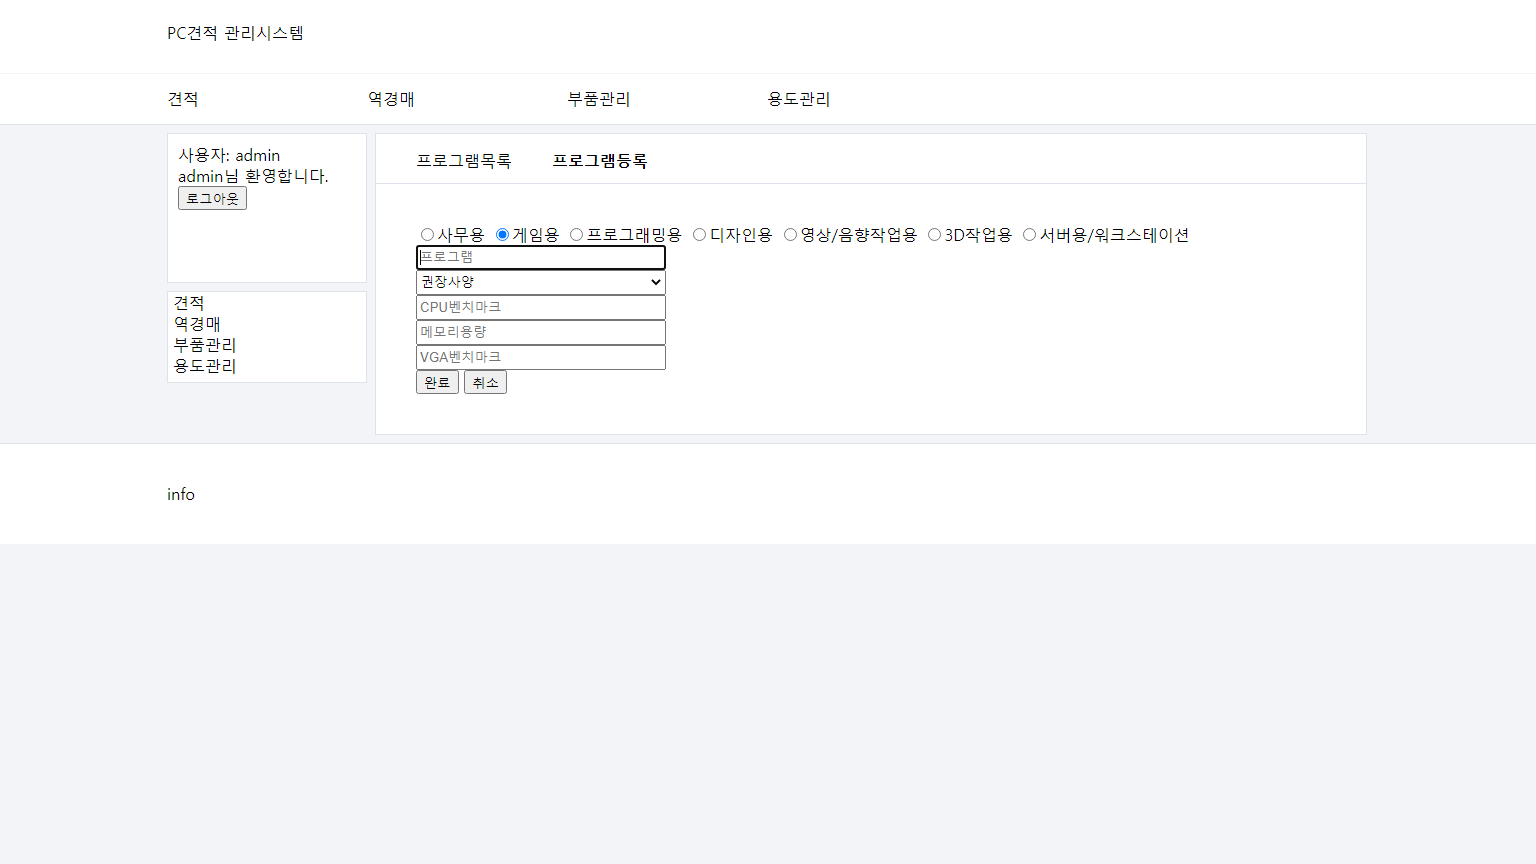 PC견적 관리시스템
견적 역경매 부품관리 용도관리
사용자: admin
admin님 환영합니다.
로그아웃
견적
역경매
부품관리
용도관리
프로그램목록 프로그램등록
사무용 게임용 프로그래밍용 디자인용 영상/음향작업용 3D작업용 서버용/워크스테이션
프로그램
권장사양
CPU벤치마크
메모리용량
VGA벤치마크
완료 취소
info